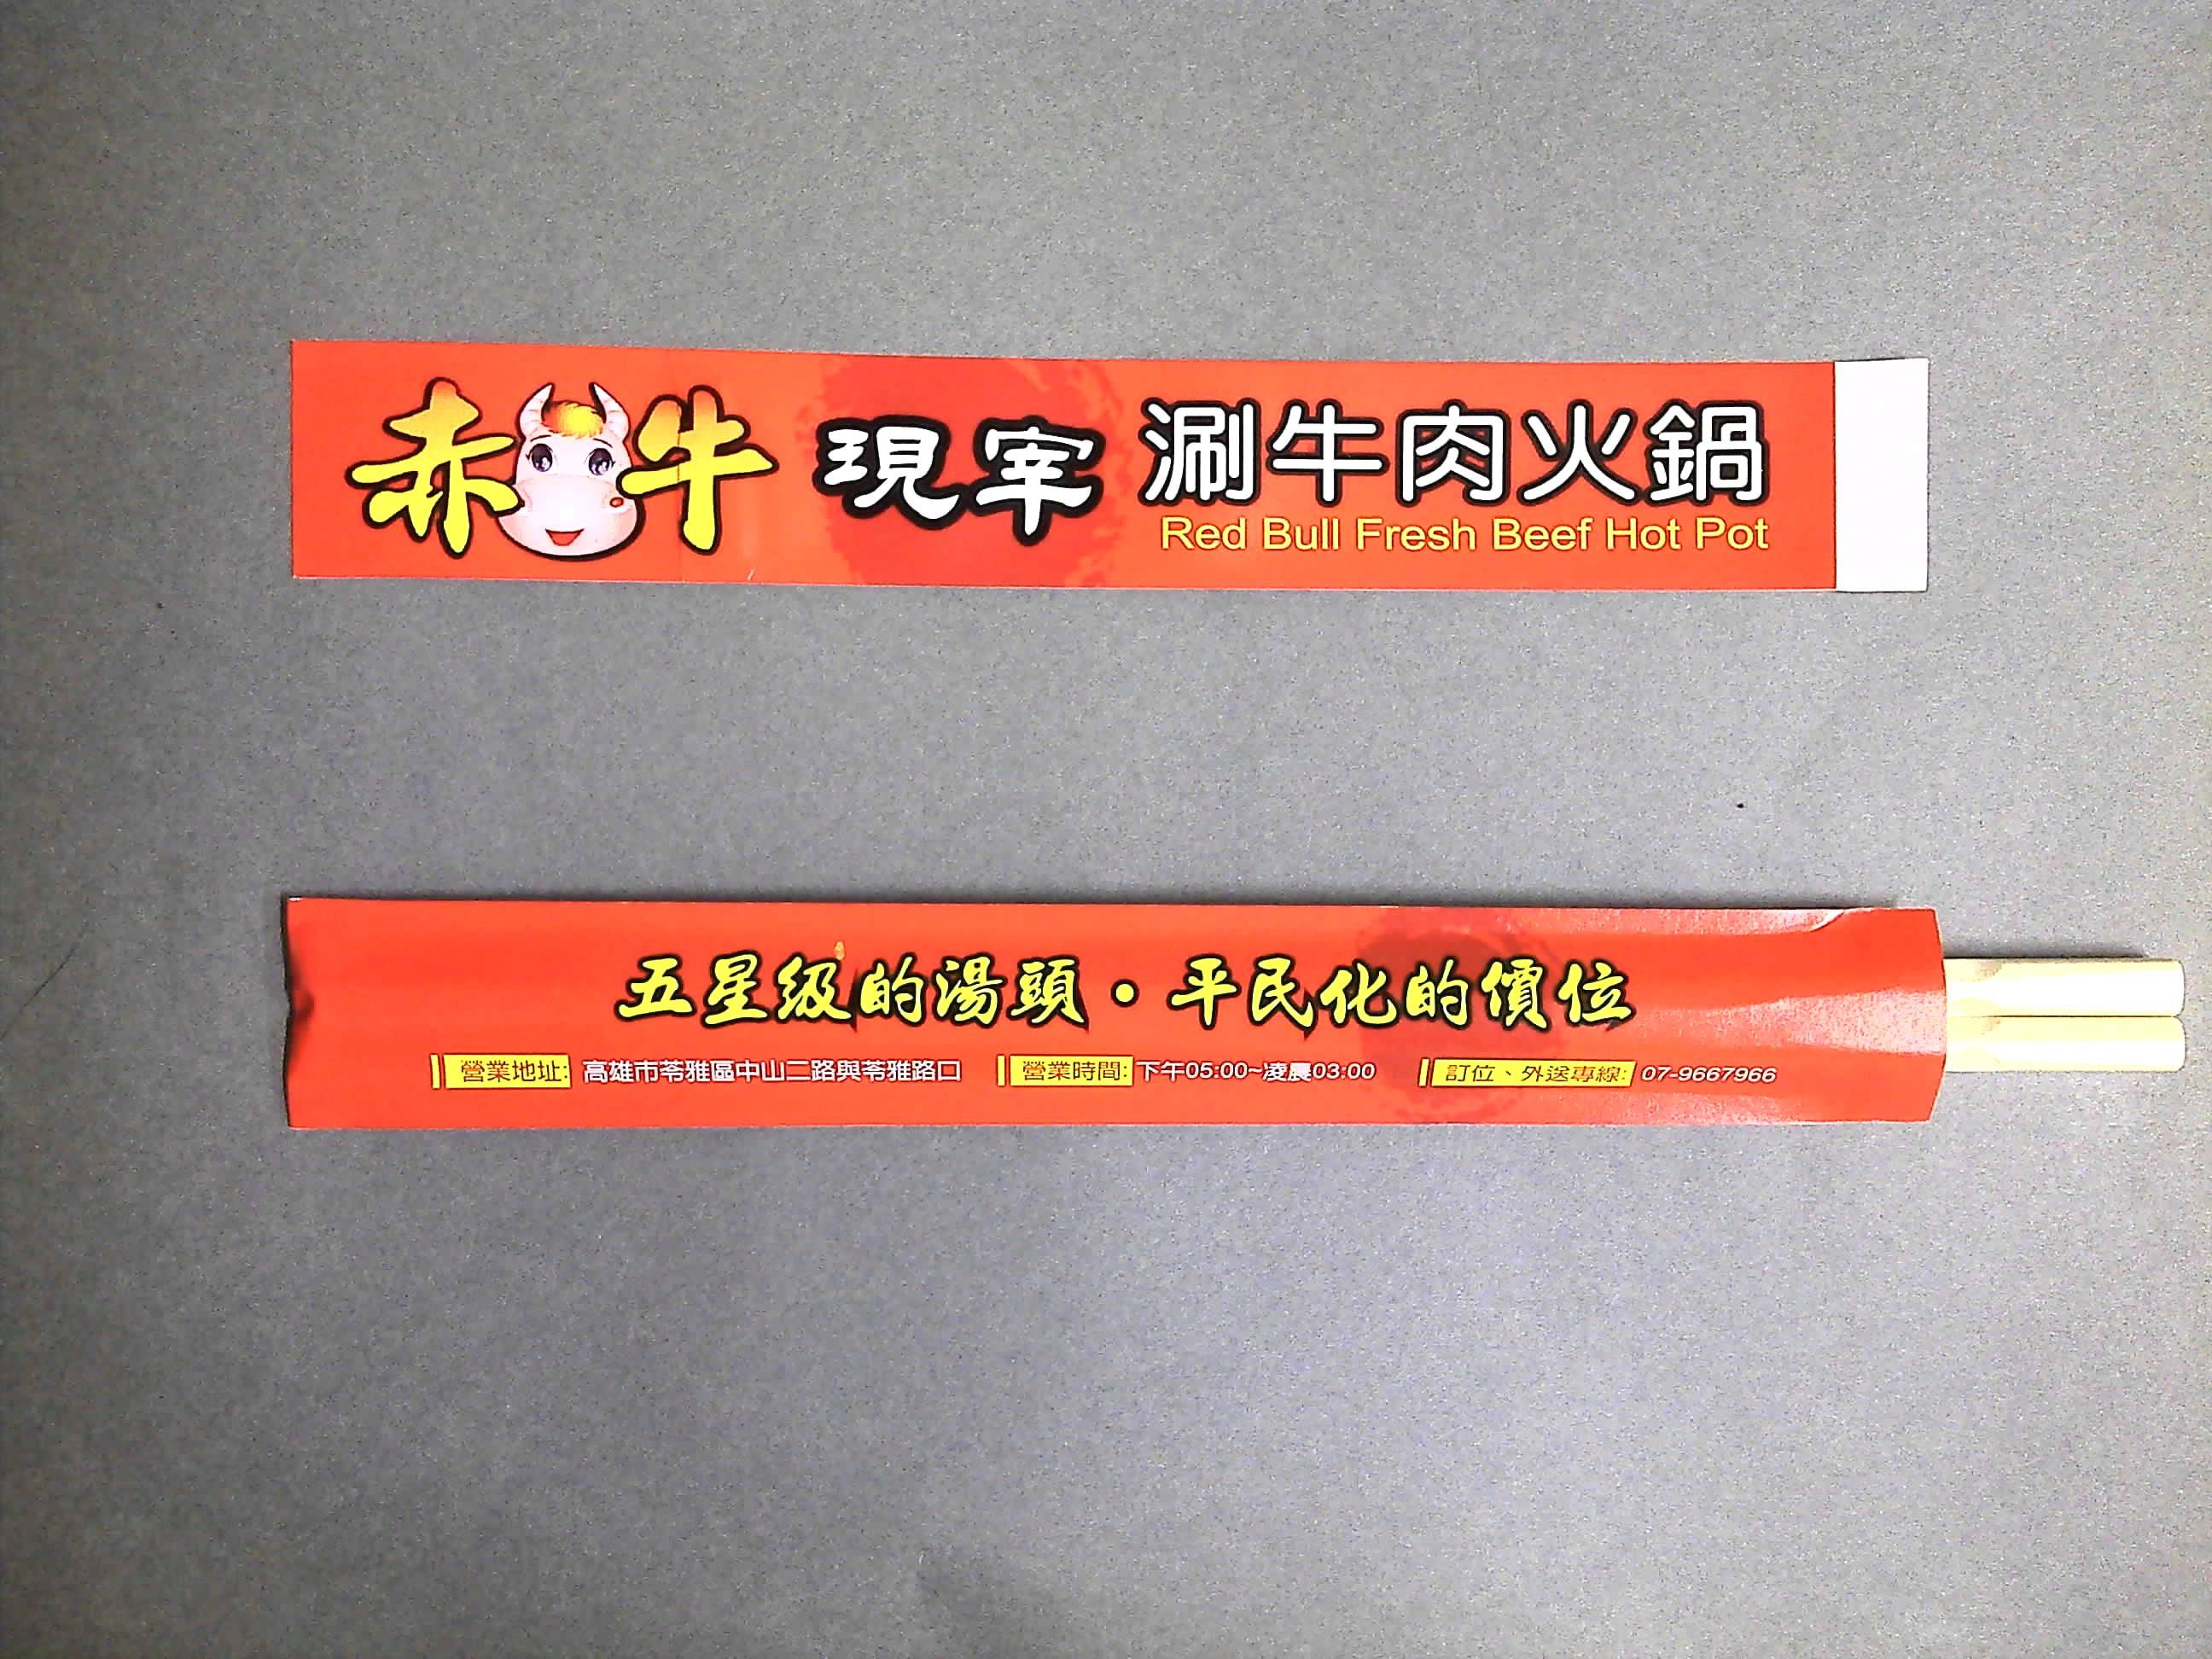 赤牛 現宰 涮牛肉火鍋
Red Bull Fresh Beef Hot Pot
五星級的湯頭・平民化的價位
營業地址: 高雄市苓雅區中山二路與苓雅路口 營業時間: 下午05:00~凌晨03:00 訂位、外送專線: 07-9667966